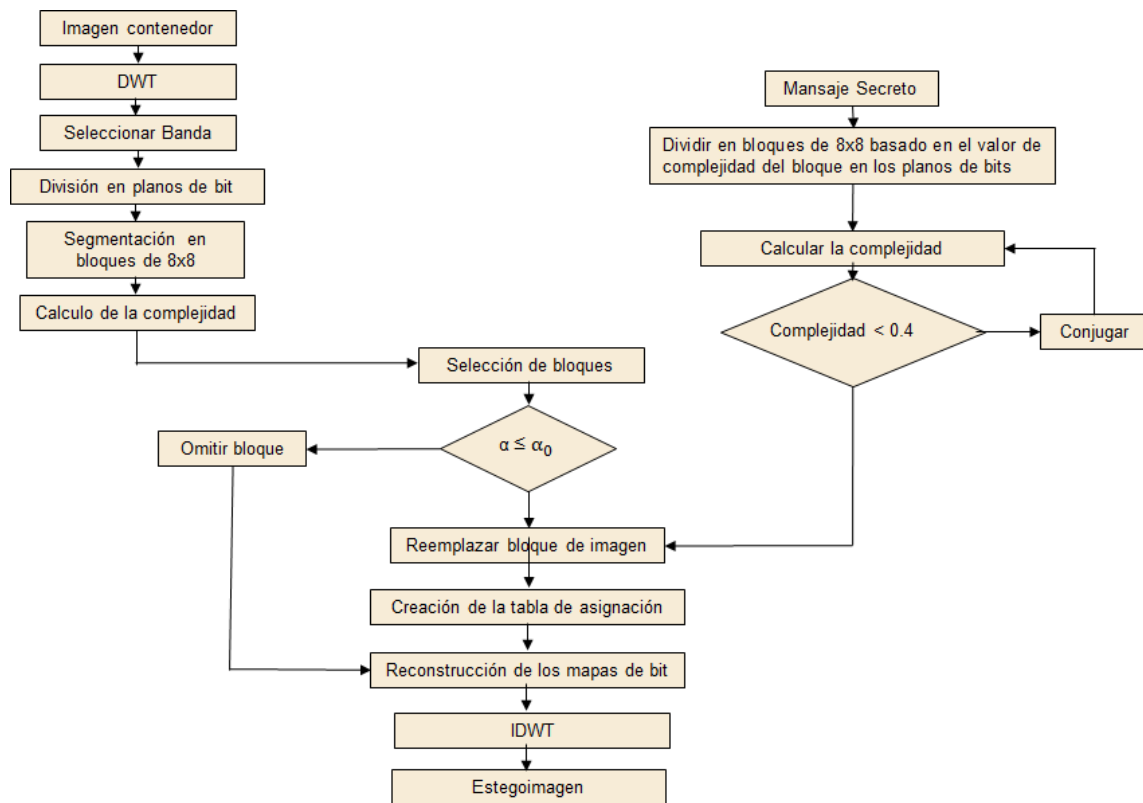 Imagen contenedor
DWT
Seleccionar Banda
División en planos de bit
Segmentación en
bloques de 8x8
Calculo de la complejidad
Mansaje Secreto
Dividir en bloques de 8x8 basado en el valor de
complejidad del bloque en los planos de bits
Calcular la complejidad
Complejidad < 0.4
Conjugar
Selección de bloques
α ≤ α₀
Omitir bloque
Reemplazar bloque de imagen
Creación de la tabla de asignación
Reconstrucción de los mapas de bit
IDWT
Estegoimagen